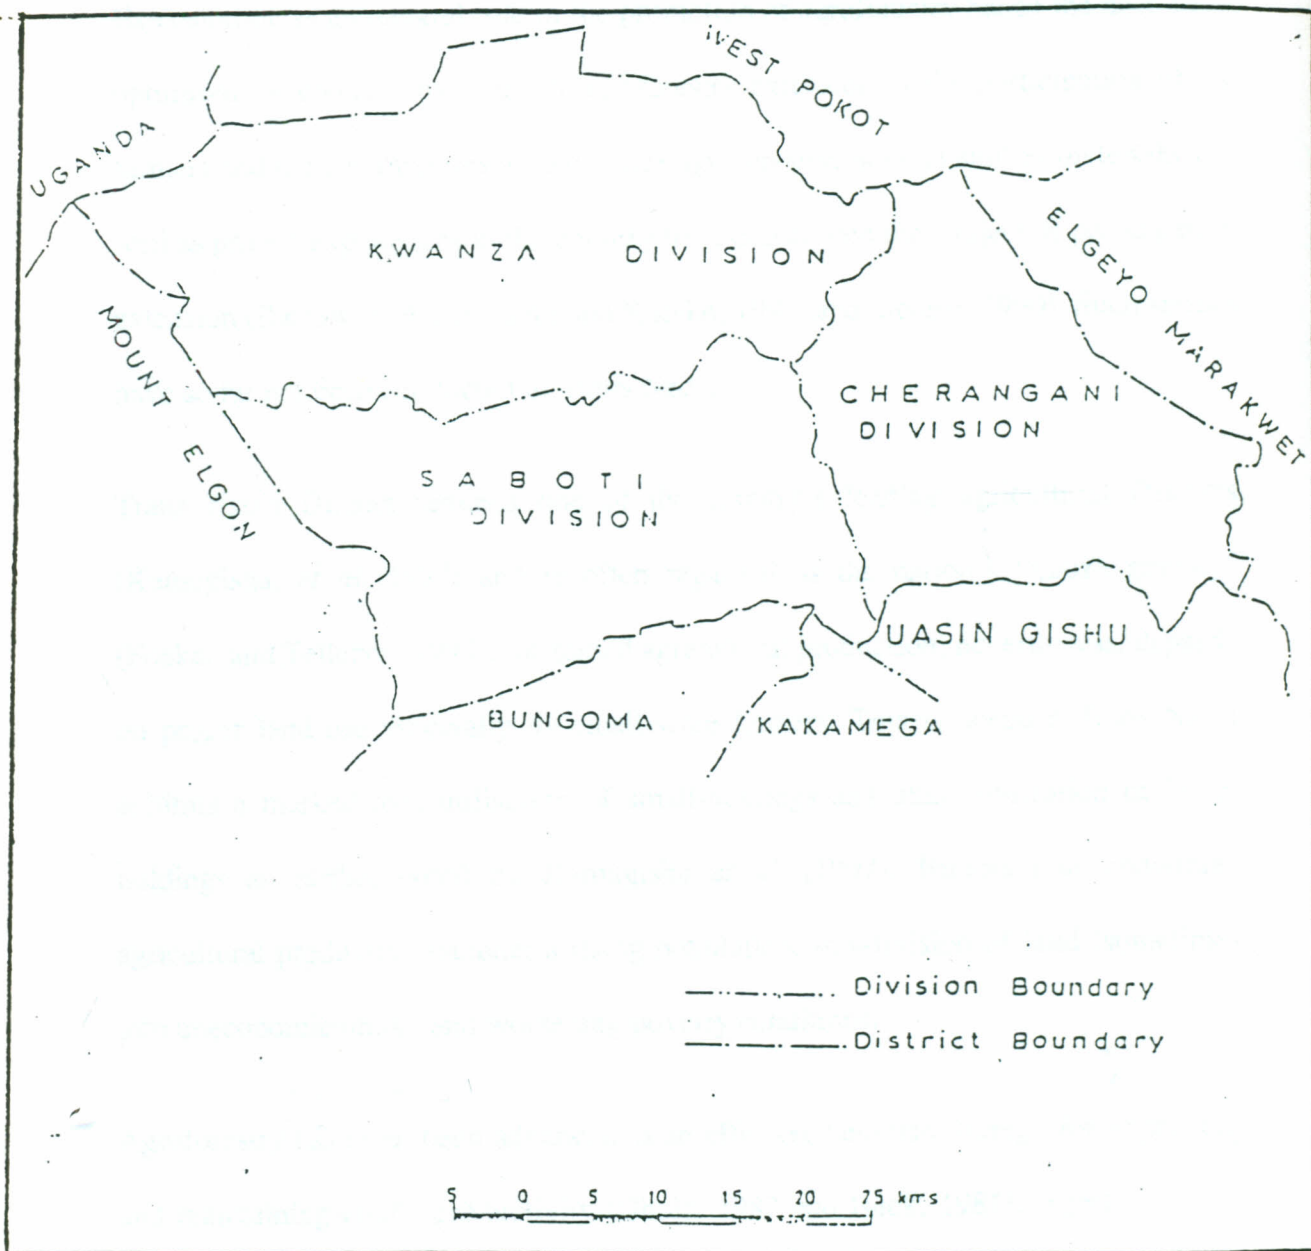 WEST POKOT
UGANDA
KWANZA DIVISION
ELGEYO MARAKWET
MOUNT ELGON
CHERANGANI
DIVISION
SABOTI
DIVISION
UASIN GISHU
BUNGOMA
KAKAMEGA
Division Boundary
District Boundary
5 0 5 10 15 20 25 kms